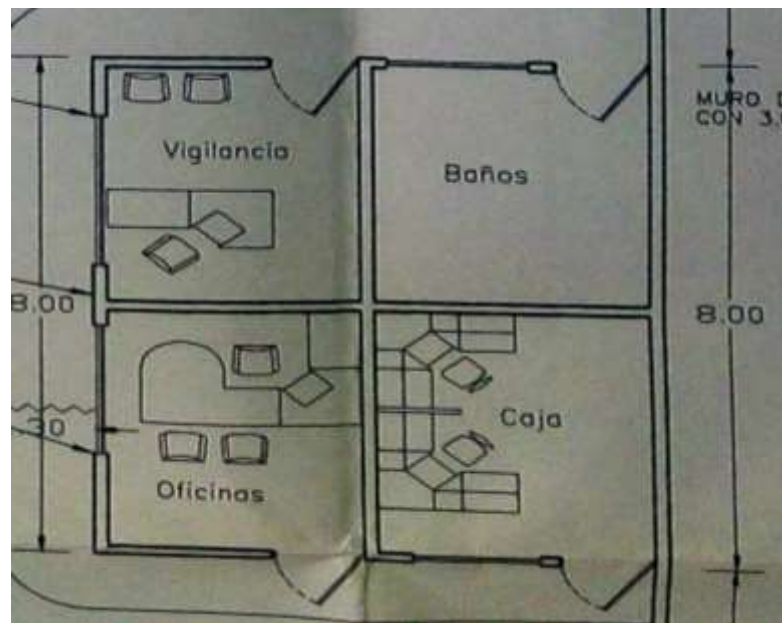 Vigilancia
Baños
MURO
CON 3.
8.00
8.00
.30
Caja
Oficinas